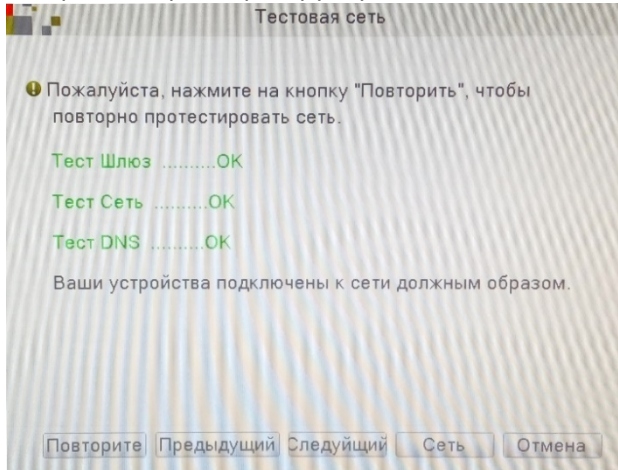 Тестовая сеть
Пожалуйста, нажмите на кнопку "Повторить", чтобы
повторно протестировать сеть.
Тест Шлюз ..........OK
Тест Сеть ..........OK
Тест DNS ..........OK
Ваши устройства подключены к сети должным образом.
Повторите Предыдущий Следуйщий Сеть Отмена